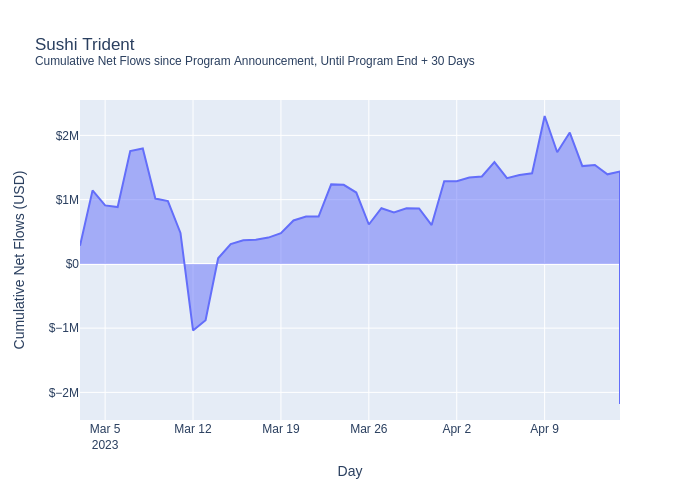 Sushi Trident
Cumulative Net Flows since Program Announcement, Until Program End + 30 Days
Cumulative Net Flows (USD)
$2M
$1M
$0
$−1M
$−2M
Mar 5 Mar 12 Mar 19 Mar 26 Apr 2 Apr 9
2023
Day